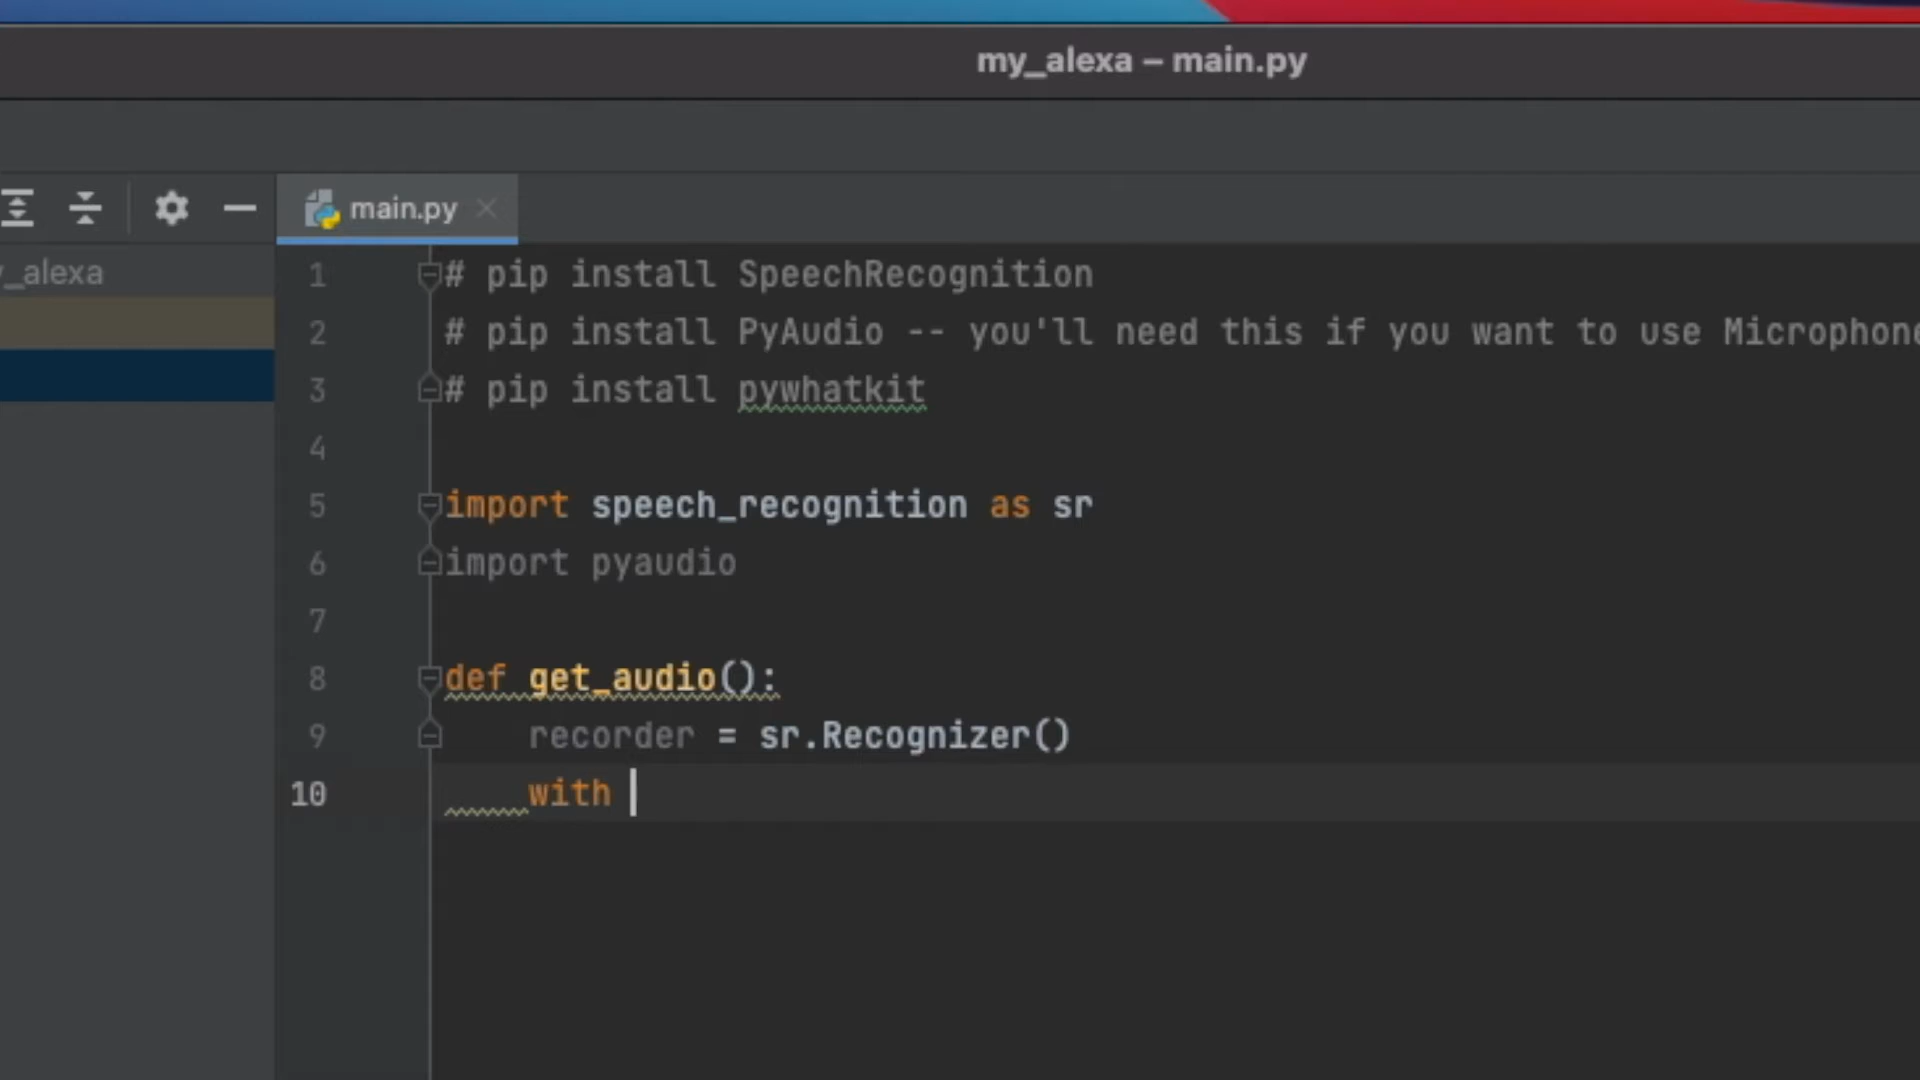 my_alexa – main.py
main.py
_alexa
1 # pip install SpeechRecognition
2 # pip install PyAudio -- you'll need this if you want to use Microphone
3 # pip install pywhatkit
4
5 import speech_recognition as sr
6 import pyaudio
7
8 def get_audio():
9     recorder = sr.Recognizer()
10     with